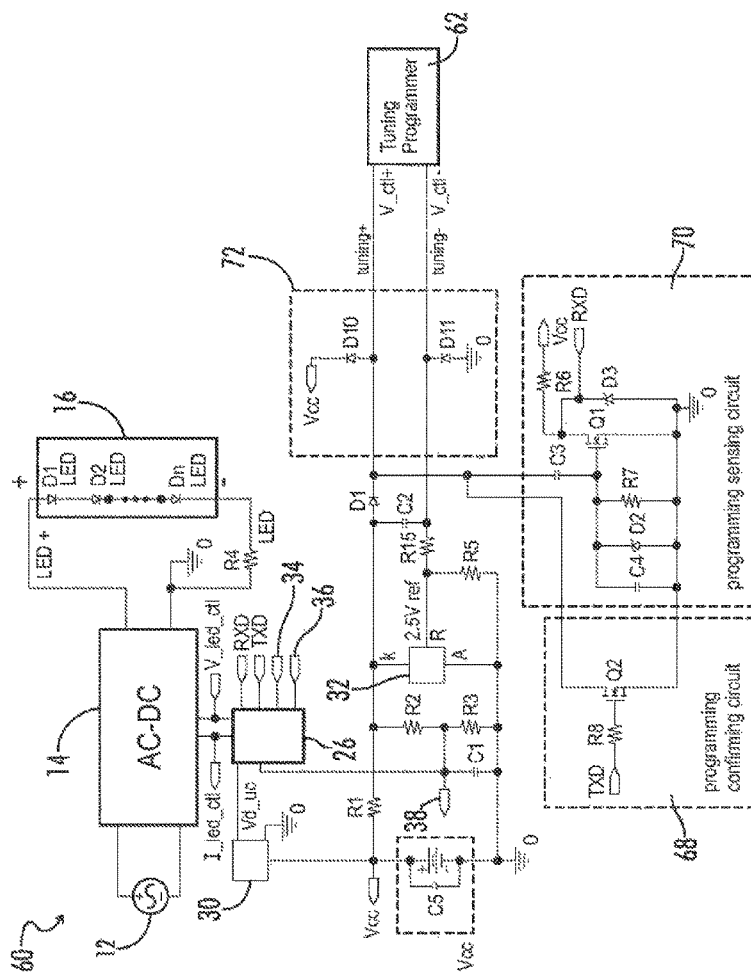 60
12
14
AC-DC
16
+
-
LED +
D1
LED
D2
LED
Dn
LED
R4
0
I_led_ctl
V_led_ctl
RXD
TXD
34
36
26
Vd_uc
30
0
Vcc
R1
38
R2
R3
C1
C5
+
Vcc
0
32
k
R
A
2.5V ref
R5
R15
C2
D1
72
Vcc
D10
D11
0
tuning+
tuning-
V_ctl+
V_ctl-
Tuning
Programmer
62
70
Vcc
RXD
R6
D3
Q1
C3
R7
D2
C4
0
programming sensing circuit
68
TXD
R8
Q2
programming
confirming circuit